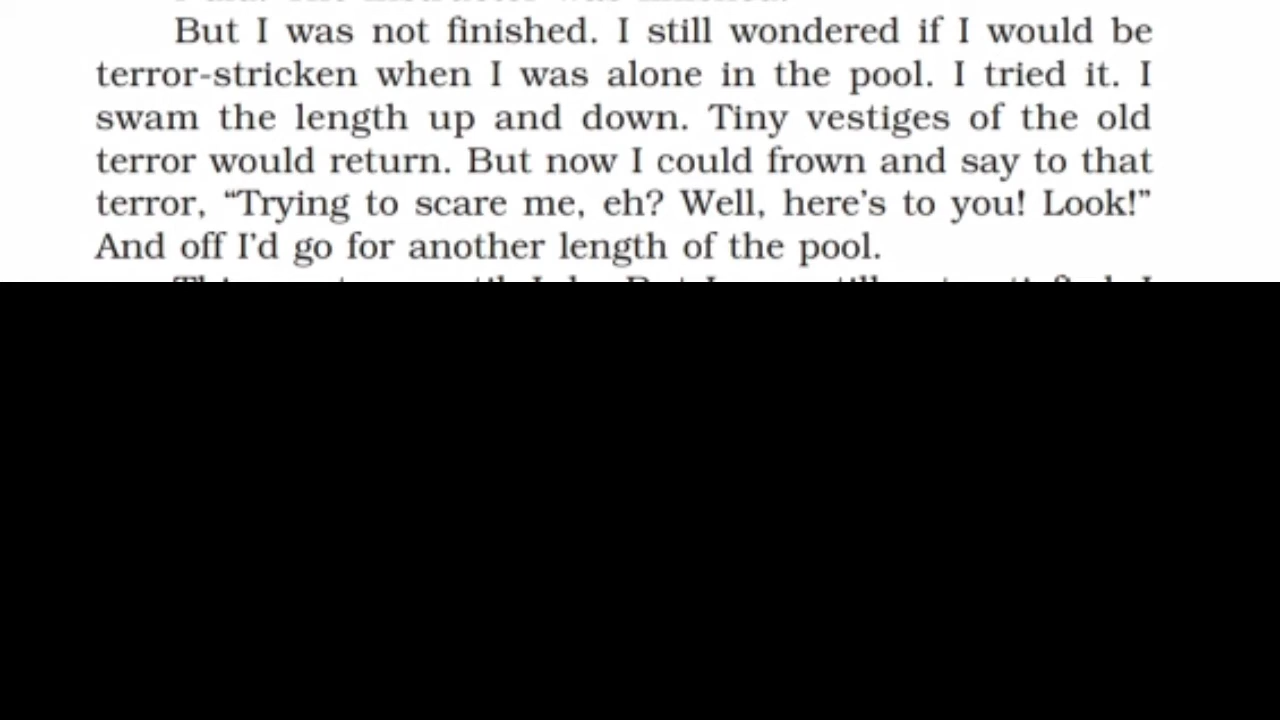 But I was not finished. I still wondered if I would be
terror-stricken when I was alone in the pool. I tried it. I
swam the length up and down. Tiny vestiges of the old
terror would return. But now I could frown and say to that
terror, “Trying to scare me, eh? Well, here’s to you! Look!”
And off I’d go for another length of the pool.